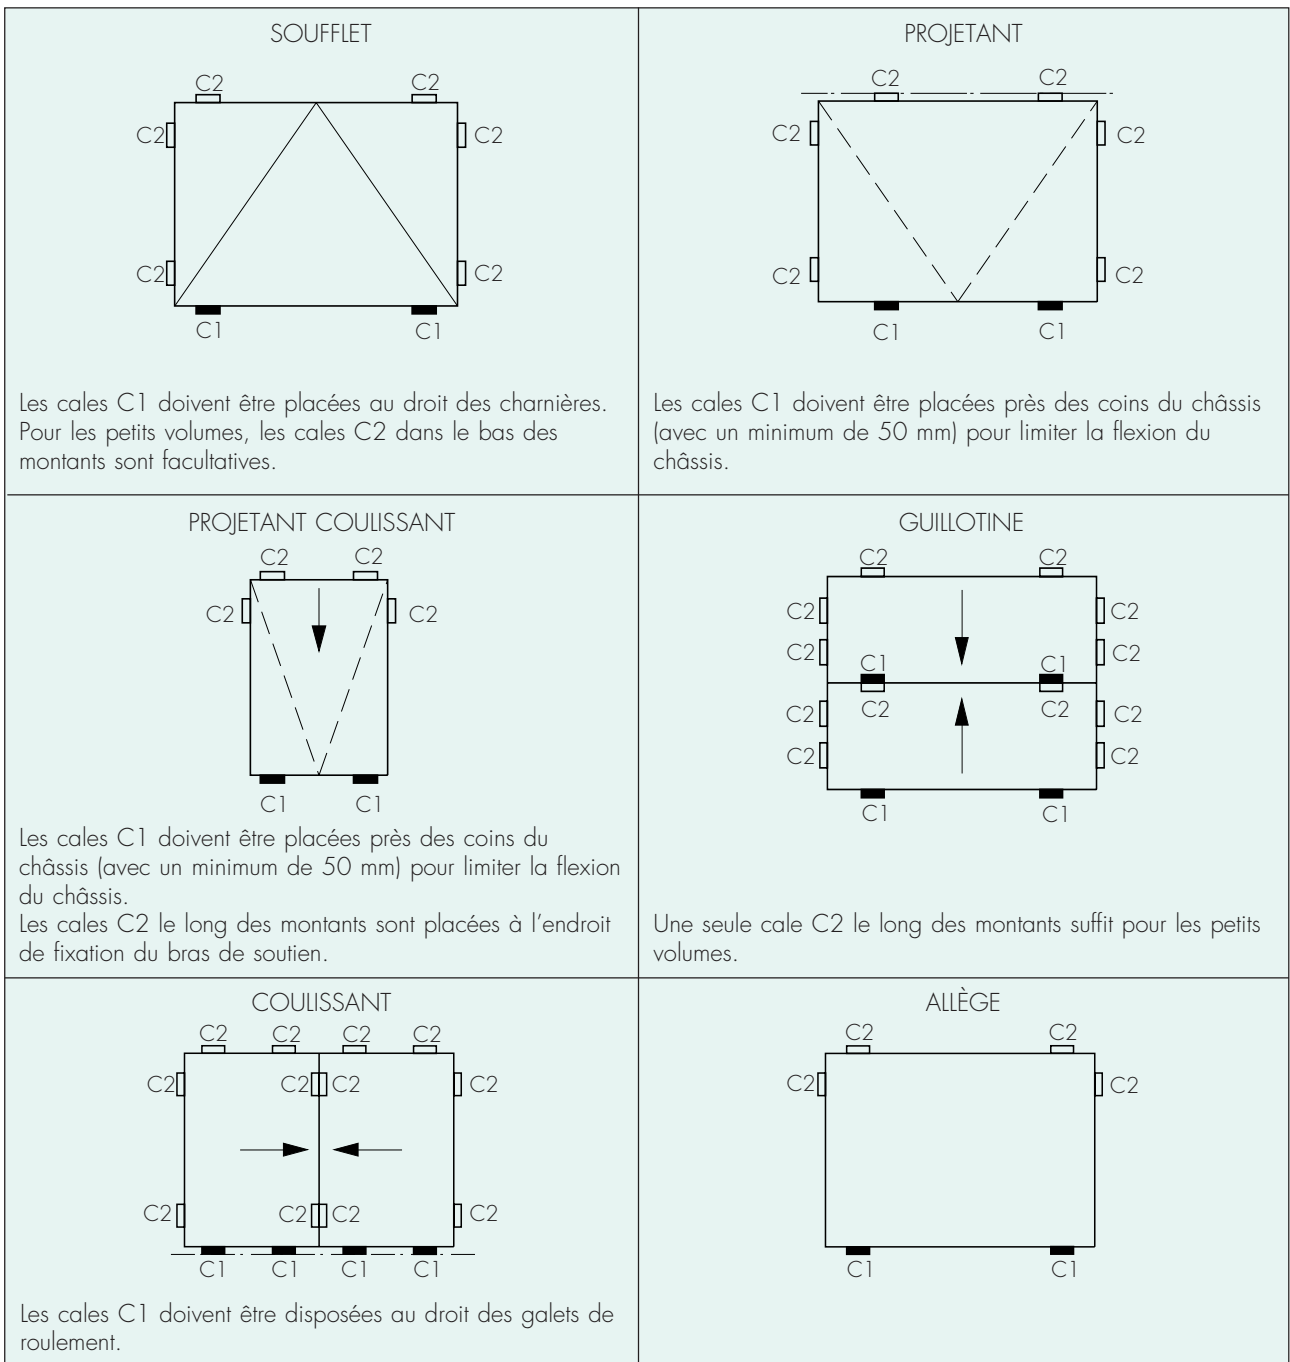 SOUFFLET
C2 C2
C2 C2
C2 C2
C1 C1
Les cales C1 doivent être placées au droit des charnières.
Pour les petits volumes, les cales C2 dans le bas des
montants sont facultatives.
PROJETANT
C2 C2
C2 C2
C2 C2
C1 C1
Les cales C1 doivent être placées près des coins du châssis
(avec un minimum de 50 mm) pour limiter la flexion du
châssis.
PROJETANT COULISSANT
C2 C2
C2 C2
C1 C1
Les cales C1 doivent être placées près des coins du
châssis (avec un minimum de 50 mm) pour limiter la flexion
du châssis.
Les cales C2 le long des montants sont placées à l'endroit
de fixation du bras de soutien.
GUILLOTINE
C2 C2
C2 C2
C2 C2
C1 C1
C2 C2 C2 C2
C2 C2
C1 C1
Une seule cale C2 le long des montants suffit pour les petits
volumes.
COULISSANT
C2 C2 C2 C2
C2 C2 C2 C2
C2 C2 C2 C2
C1 C1 C1 C1
Les cales C1 doivent être disposées au droit des galets de
roulement.
ALLÈGE
C2 C2
C2 C2
C1 C1